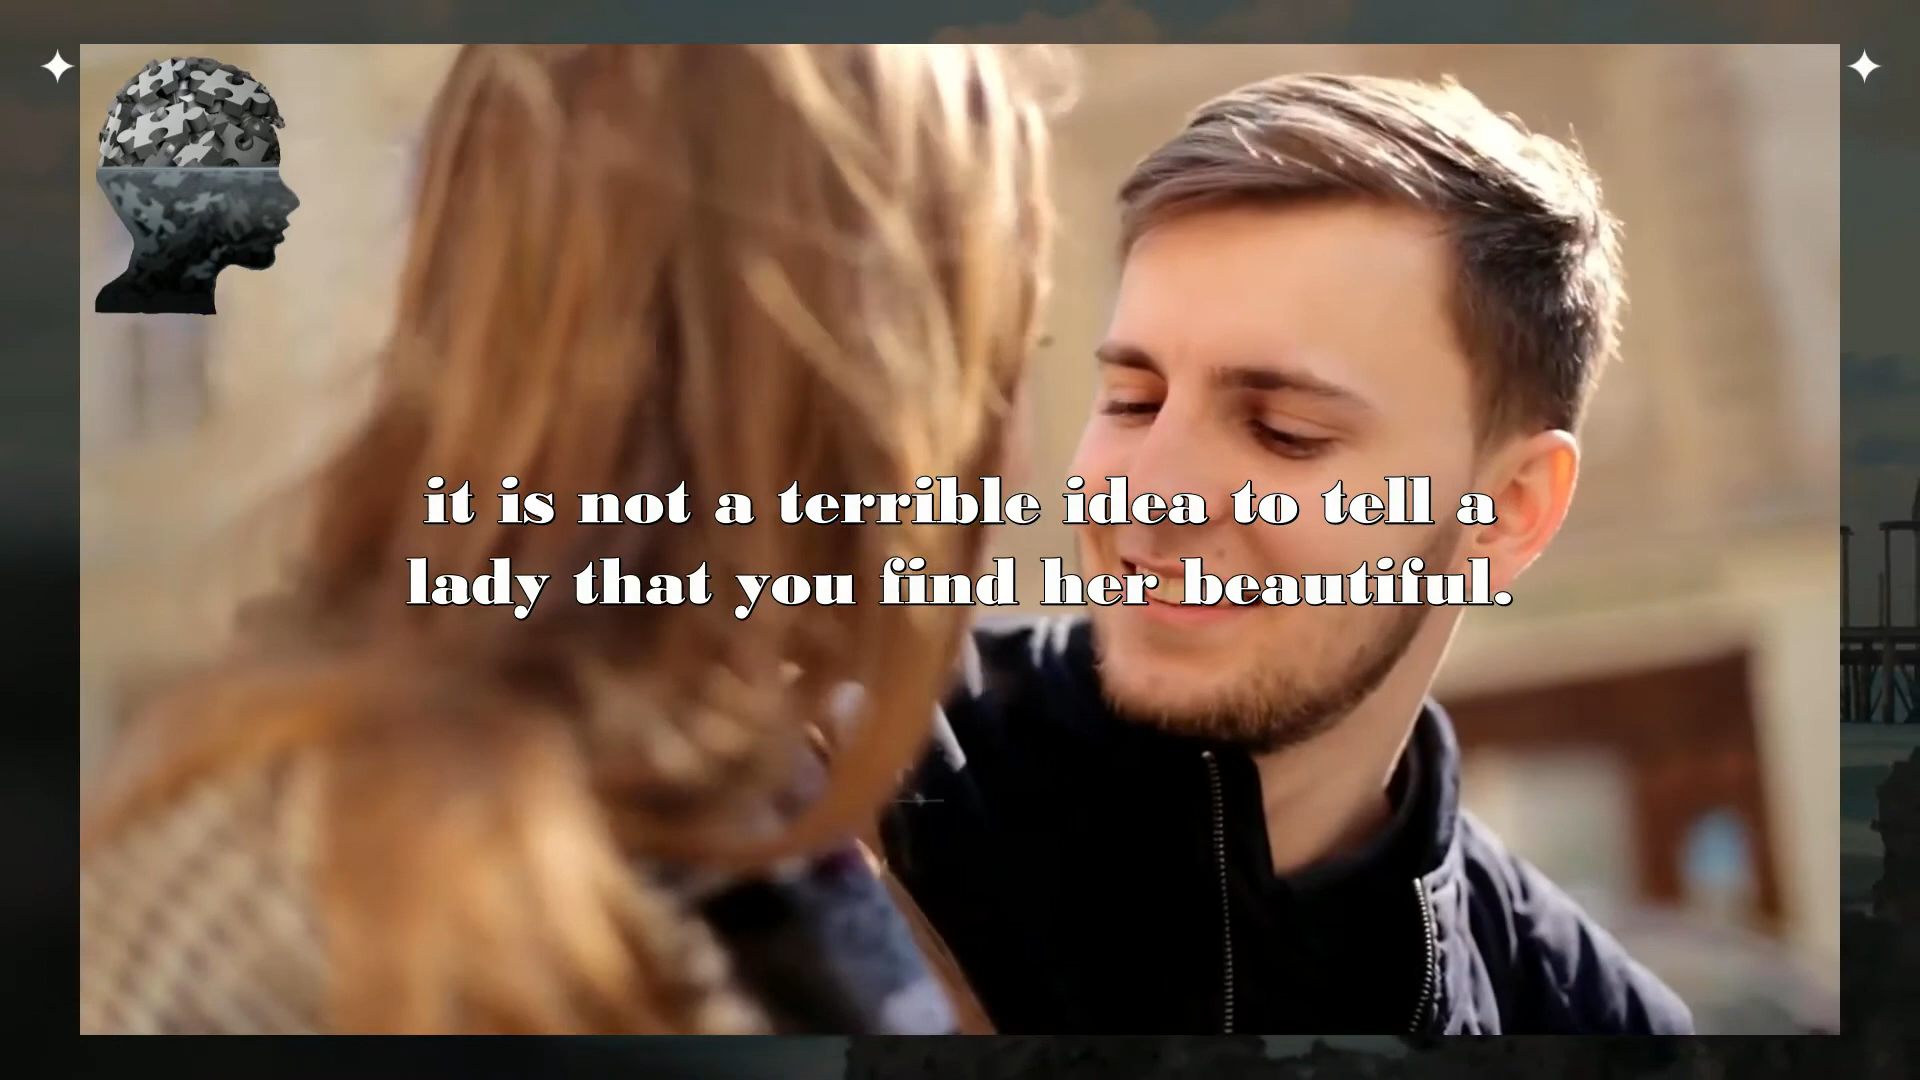 it is not a terrible idea to tell a
lady that you find her beautiful.